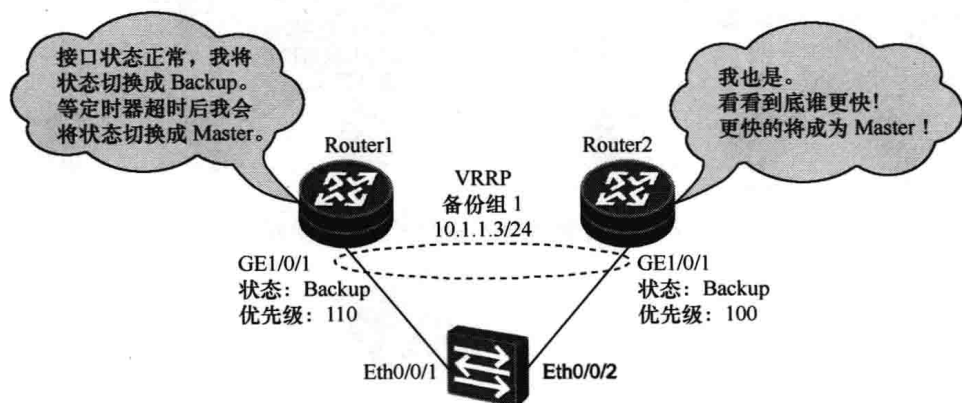 接口状态正常，我将
状态切换成 Backup。
等定时器超时后我会
将状态切换成 Master。
我也是。
看看到底谁更快！
更快的将成为 Master！
Router1
Router2
VRRP
备份组 1
10.1.1.3/24
GE1/0/1
状态：Backup
优先级：110
GE1/0/1
状态：Backup
优先级：100
Eth0/0/1
Eth0/0/2